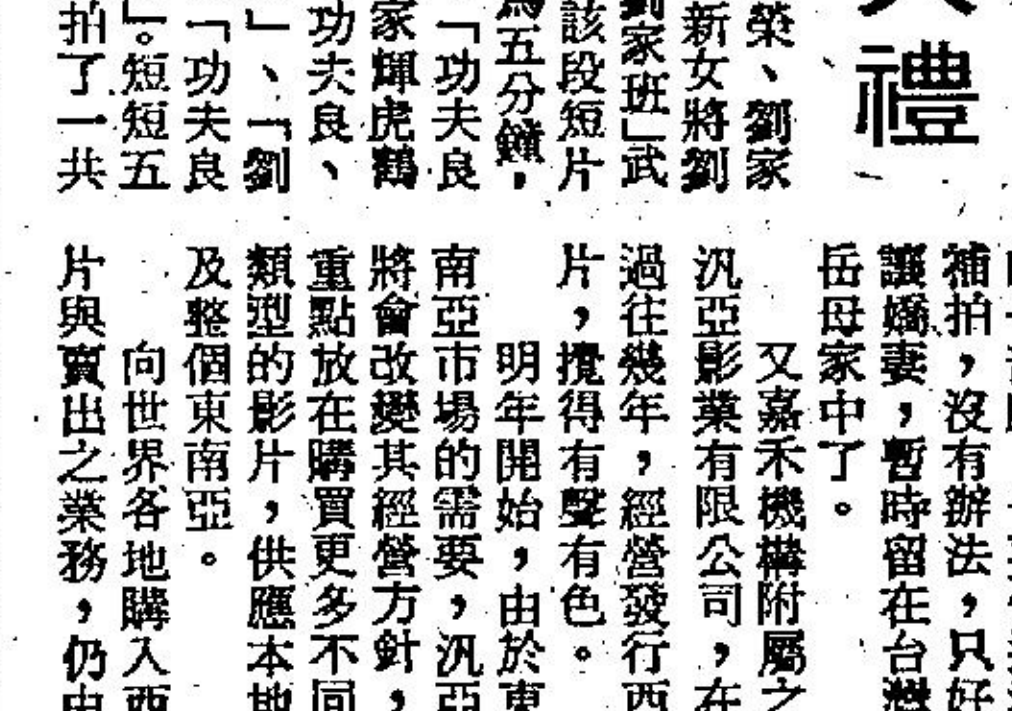 禮
榮、劉家
新女將劉
劉家班」武
該段短片
為五分鐘，
「功夫良
家輝虎鶴
功夫良、
」、「劉
「功夫良
」。短短五
拍了一共
補拍，沒有辦法，只好
讓嬌妻，暫時留在台灣
岳母家中了。
又嘉禾機構附屬之
汎亞影業有限公司，在
過往幾年，經營發行西
片，攪得有聲有色。
明年開始，由於東
南亞市場的需要，汎亞
將會改變其經營方針，
重點放在購買更多不同
類型的影片，供應本地
及整個東南亞。
向世界各地購入西
片與賣出之業務，仍由